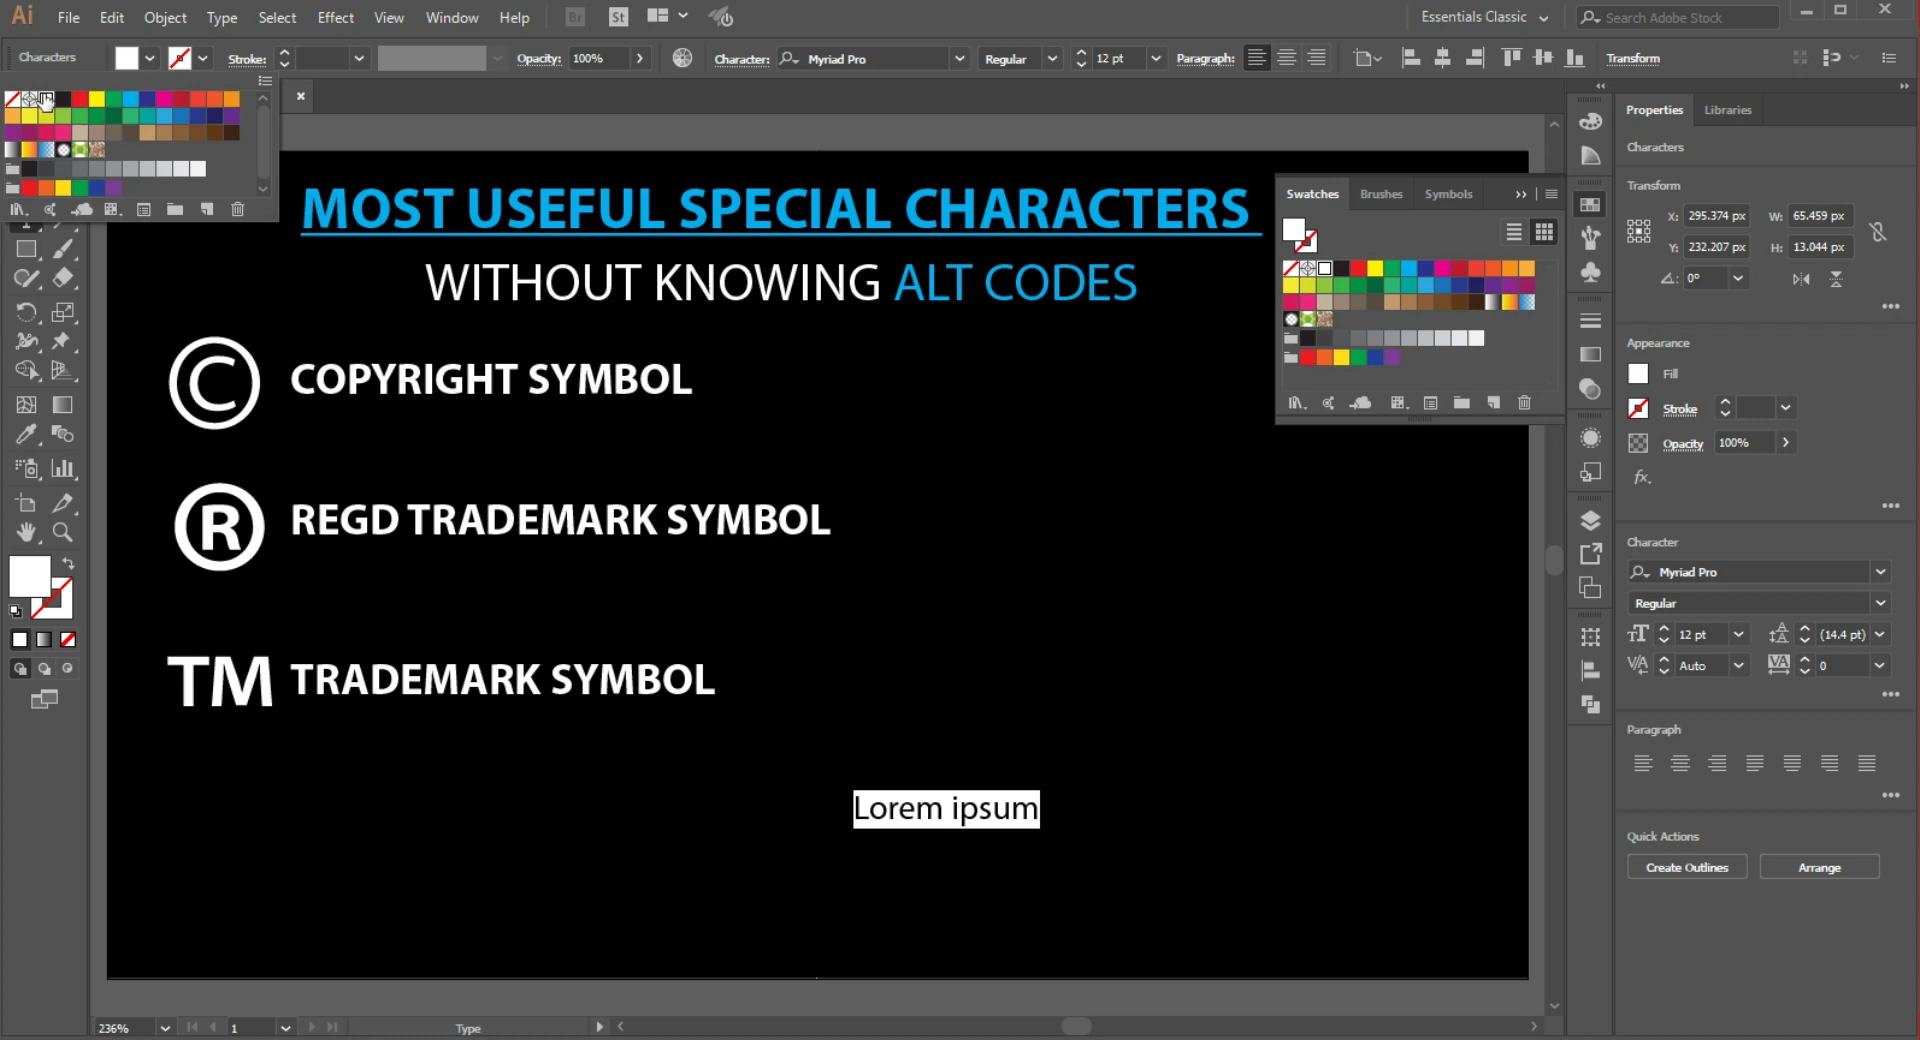 Ai File Edit Object Type Select Effect View Window Help Br St Essentials Classic Search Adobe Stock
Characters Stroke: Opacity: 100% Character: Myriad Pro Regular 12 pt Paragraph: Transform
Properties Libraries
Characters
Transform
X: 295.374 px W: 65.459 px
Y: 232.207 px H: 13.044 px
0°
Swatches Brushes Symbols
MOST USEFUL SPECIAL CHARACTERS
WITHOUT KNOWING ALT CODES
© COPYRIGHT SYMBOL
® REGD TRADEMARK SYMBOL
TM TRADEMARK SYMBOL
Lorem ipsum
Appearance
Fill
Stroke
Opacity 100%
fx.
Character
Myriad Pro
Regular
12 pt (14.4 pt)
Auto 0
Paragraph
Quick Actions
Create Outlines Arrange
236% 1 Type